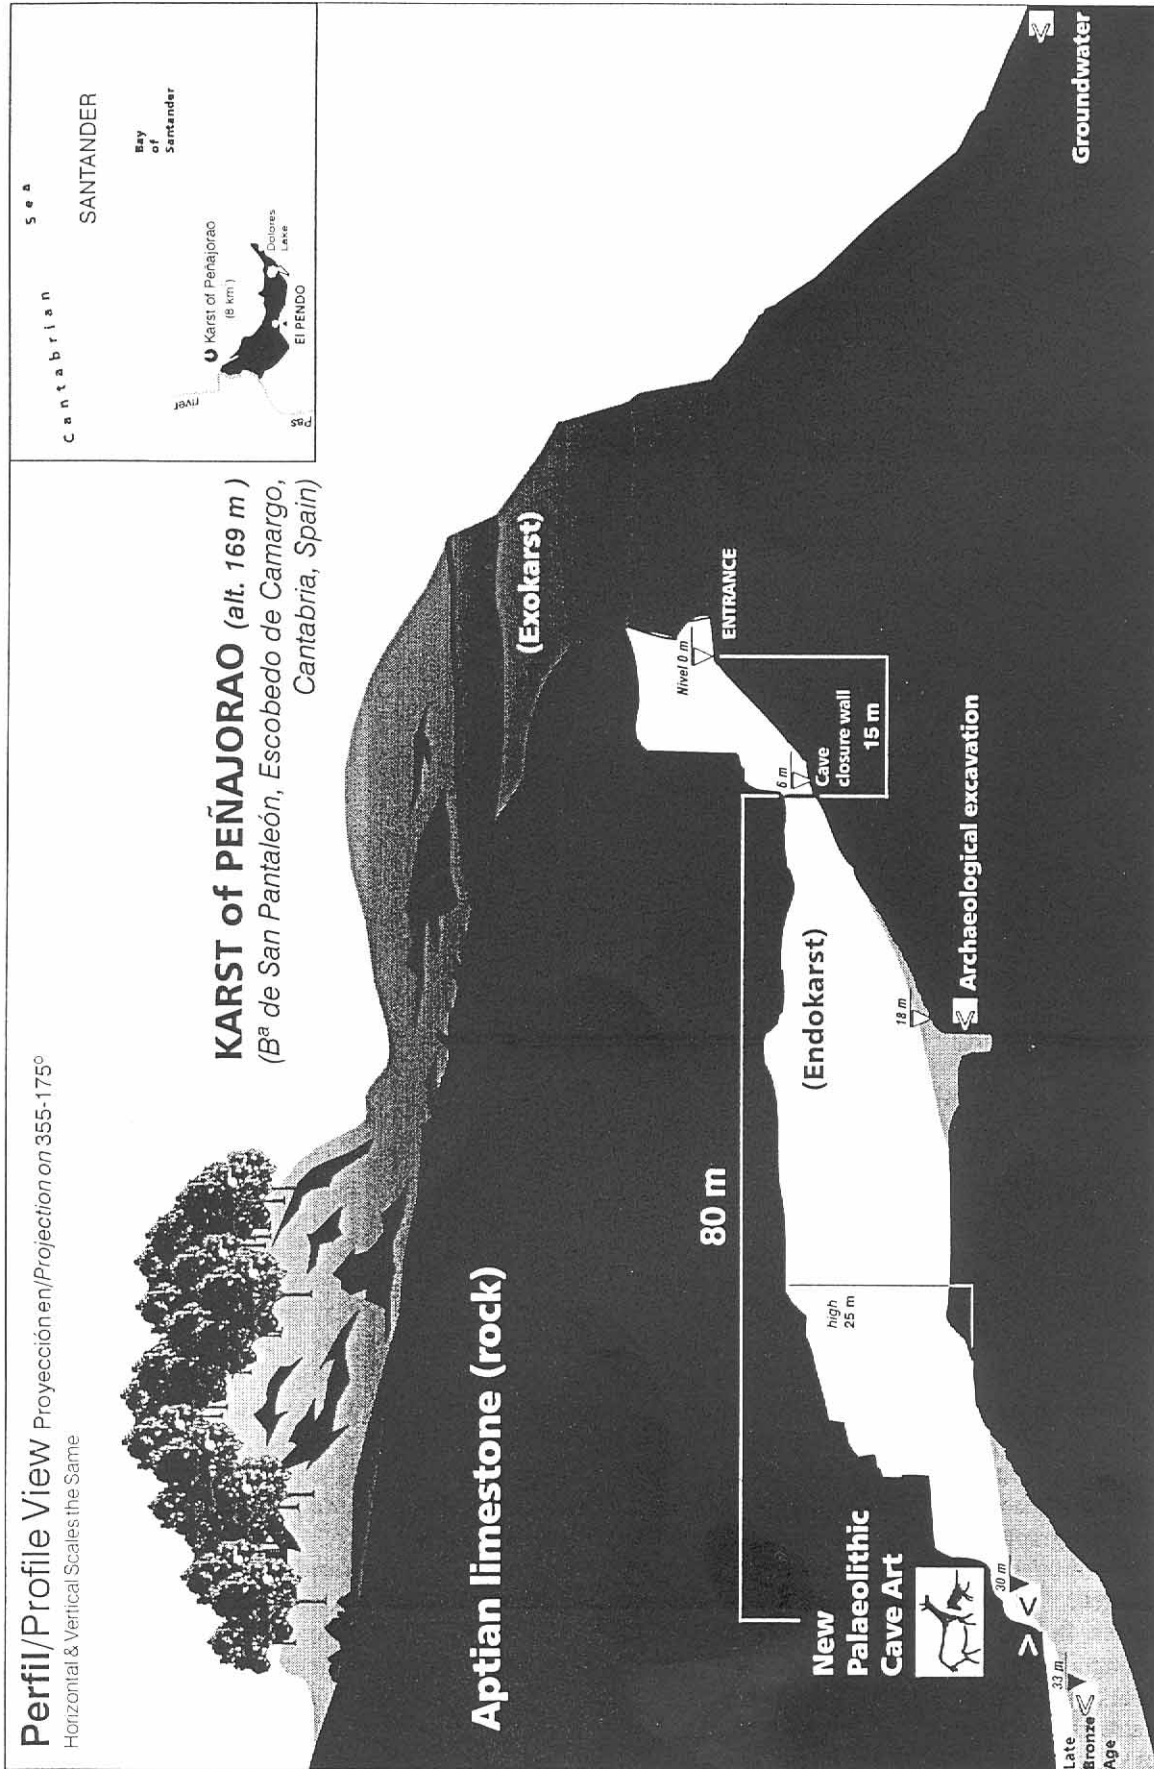 Perfil/Profile View Proyección en/Projection on 355-175º
Horizontal & Vertical Scales the Same
KARST of PEÑAJORAO (alt. 169 m )
(Bª de San Pantaleón, Escobedo de Camargo,
Cantabria, Spain)
Cantabrian Sea
SANTANDER
Bay
of
Santander
Karst of Peñajorao
(8 km )
Dolores
Lake
El PENDO
river
Pas
(Exokarst)
Aptian limestone (rock)
80 m
Nivel 0 m
ENTRANCE
6 m
Cave
closure wall
15 m
(Endokarst)
18 m
Archaeological excavation
high
25 m
New
Palaeolithic
Cave Art
30 m
> <
33 m
Late
Bronze
Age
Groundwater